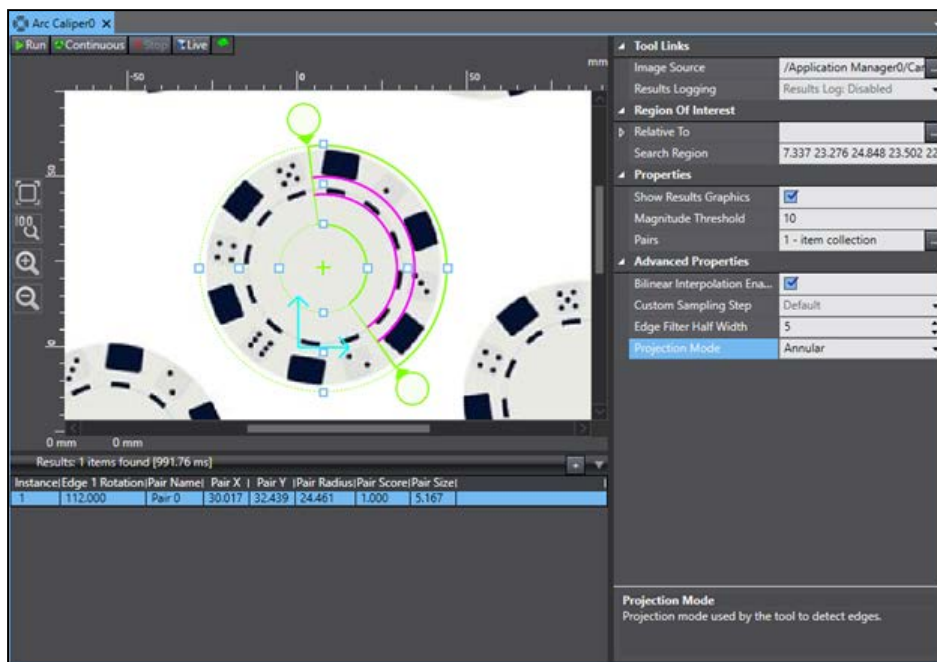 Arc Caliper0
Run Continuous Stop Live
mm
-50 0 50
50
0
0 mm 0 mm
Results: 1 items found [991.76 ms]
Instance Edge 1 Rotation Pair Name Pair X Pair Y Pair Radius Pair Score Pair Size
1 112.000 Pair 0 30.017 32.439 24.461 1.000 5.167
Tool Links
Image Source /Application Manager0/Car
Results Logging Results Log: Disabled
Region Of Interest
Relative To
Search Region 7.337 23.276 24.848 23.502 22
Properties
Show Results Graphics
Magnitude Threshold 10
Pairs 1 - item collection
Advanced Properties
Bilinear Interpolation Ena...
Custom Sampling Step Default
Edge Filter Half Width 5
Projection Mode Annular
Projection Mode
Projection mode used by the tool to detect edges.